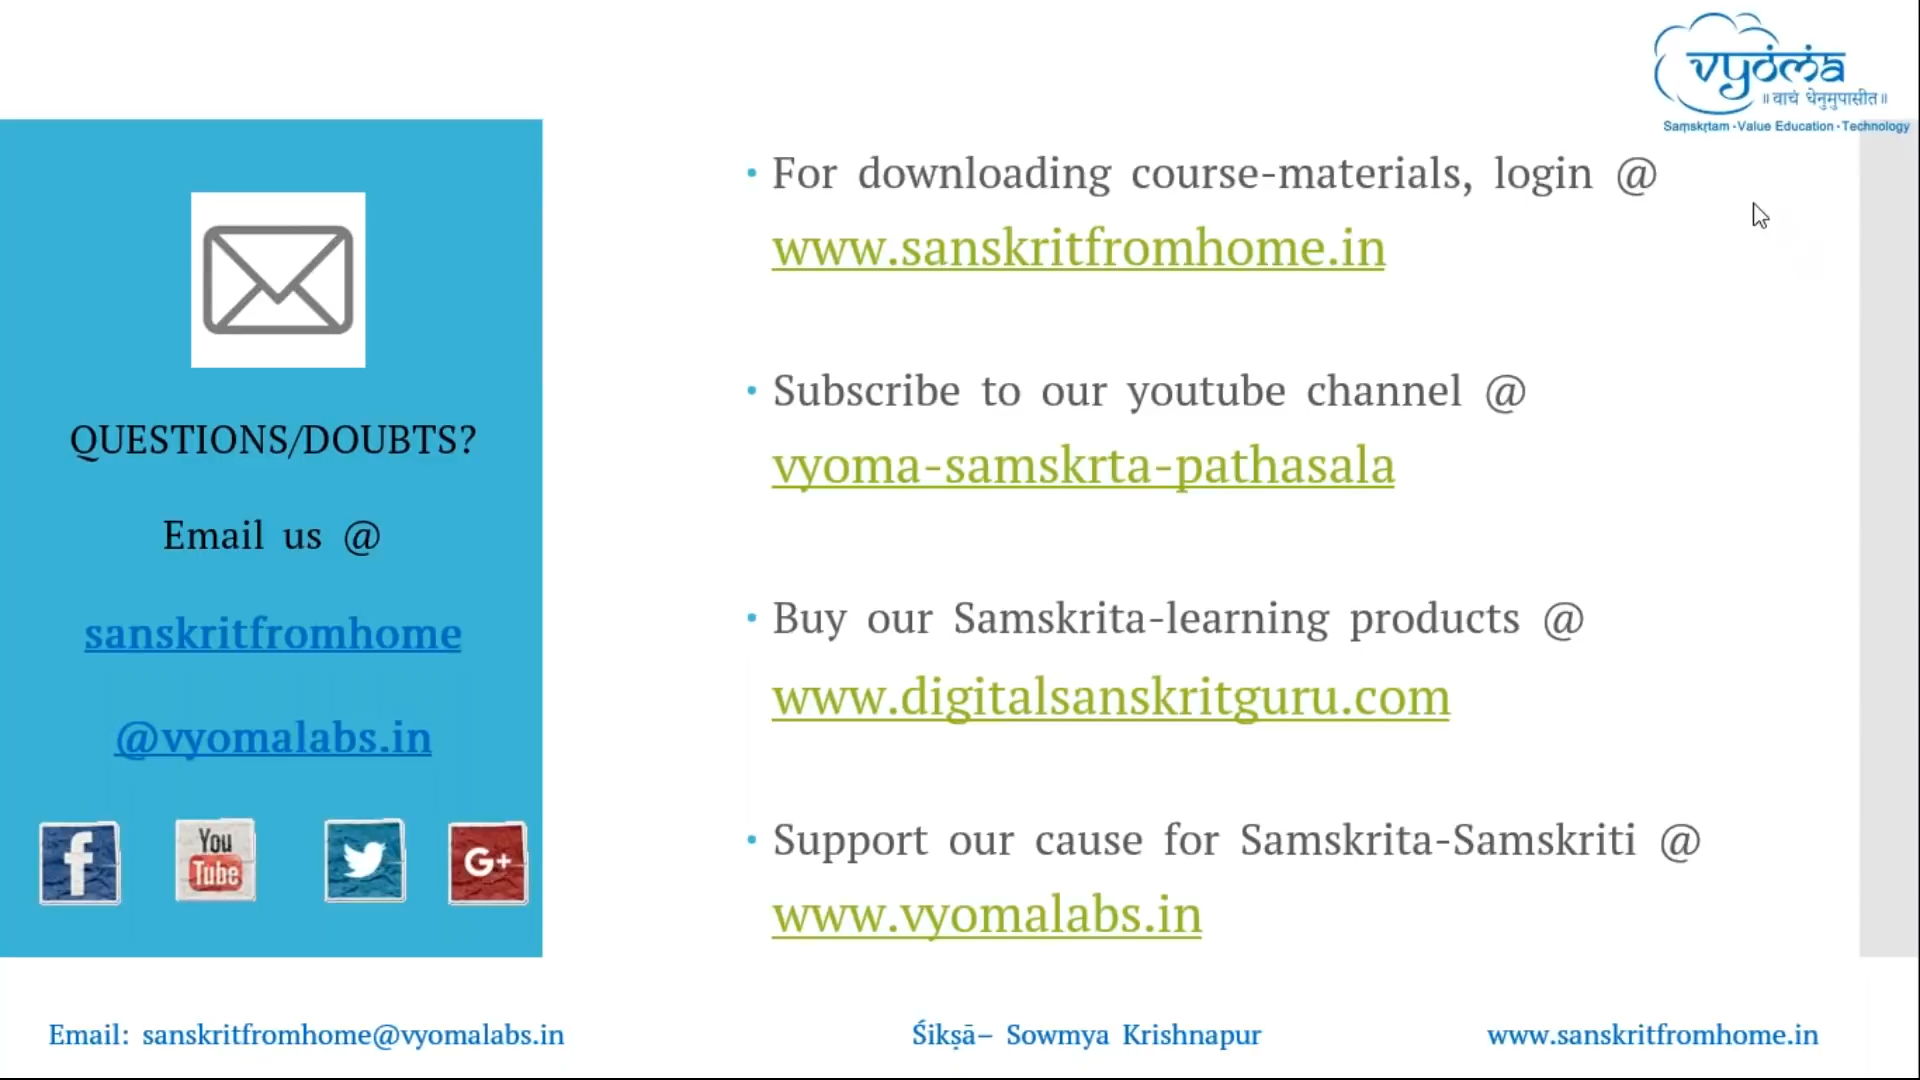 vyoma
॥ वाचं धेनुमुपासीत॥
Saṃskṛtam - Value Education - Technology
QUESTIONS/DOUBTS?
Email us @
sanskritfromhome
@vyomalabs.in
f
You
Tube
G+
• For downloading course-materials, login @
www.sanskritfromhome.in
• Subscribe to our youtube channel @
vyoma-samskrta-pathasala
• Buy our Samskrita-learning products @
www.digitalsanskritguru.com
• Support our cause for Samskrita-Samskriti @
www.vyomalabs.in
Email: sanskritfromhome@vyomalabs.in
Śikṣā– Sowmya Krishnapur
www.sanskritfromhome.in